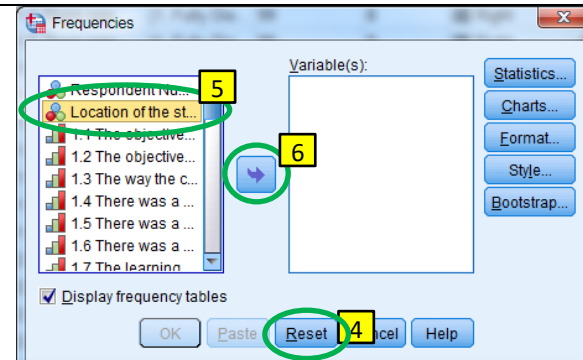 Frequencies
Variable(s):
Respondent Nu...
5
Location of the st...
1.1 The objective...
1.2 The objective...
1.3 The way the c...
1.4 There was a ...
1.5 There was a ...
1.6 There was a ...
1.7 The learning
6
Statistics...
Charts...
Format...
Style...
Bootstrap...
Display frequency tables
OK
Paste
Reset
4
cel
Help